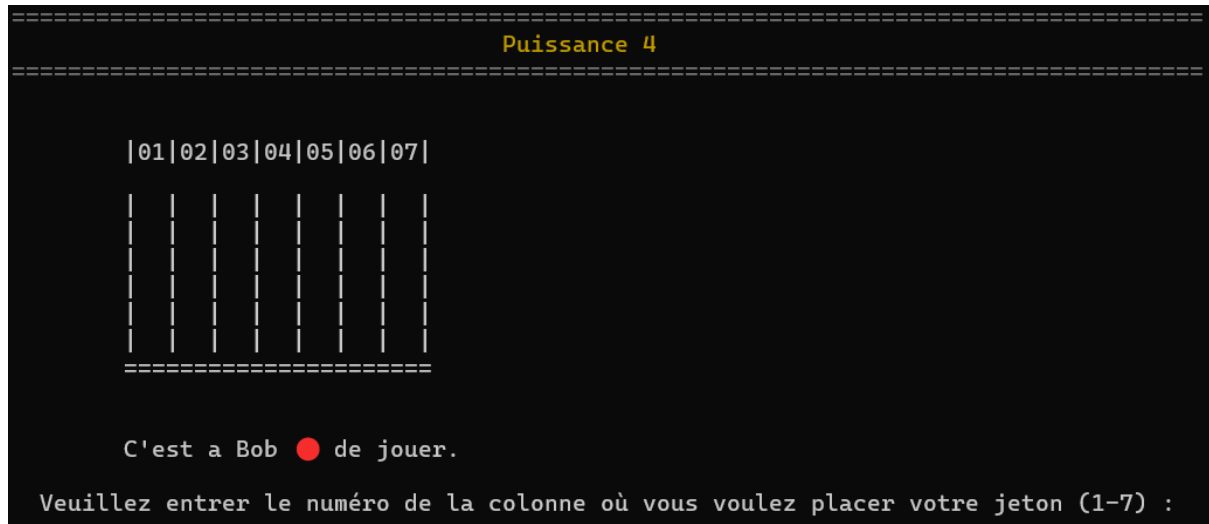 =====================================================================================
Puissance 4
=====================================================================================
|01|02|03|04|05|06|07|
|  |  |  |  |  |  |  |
|  |  |  |  |  |  |  |
|  |  |  |  |  |  |  |
|  |  |  |  |  |  |  |
|  |  |  |  |  |  |  |
|  |  |  |  |  |  |  |
======================
C'est a Bob 🔴 de jouer.
Veuillez entrer le numéro de la colonne où vous voulez placer votre jeton (1-7) :